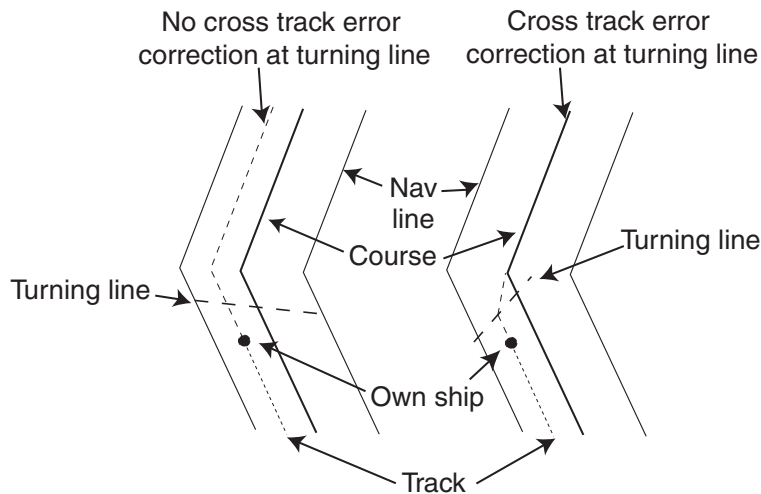 No cross track error
correction at turning line
Cross track error
correction at turning line
Nav
line
Course
Turning line
Turning line
Own ship
Track